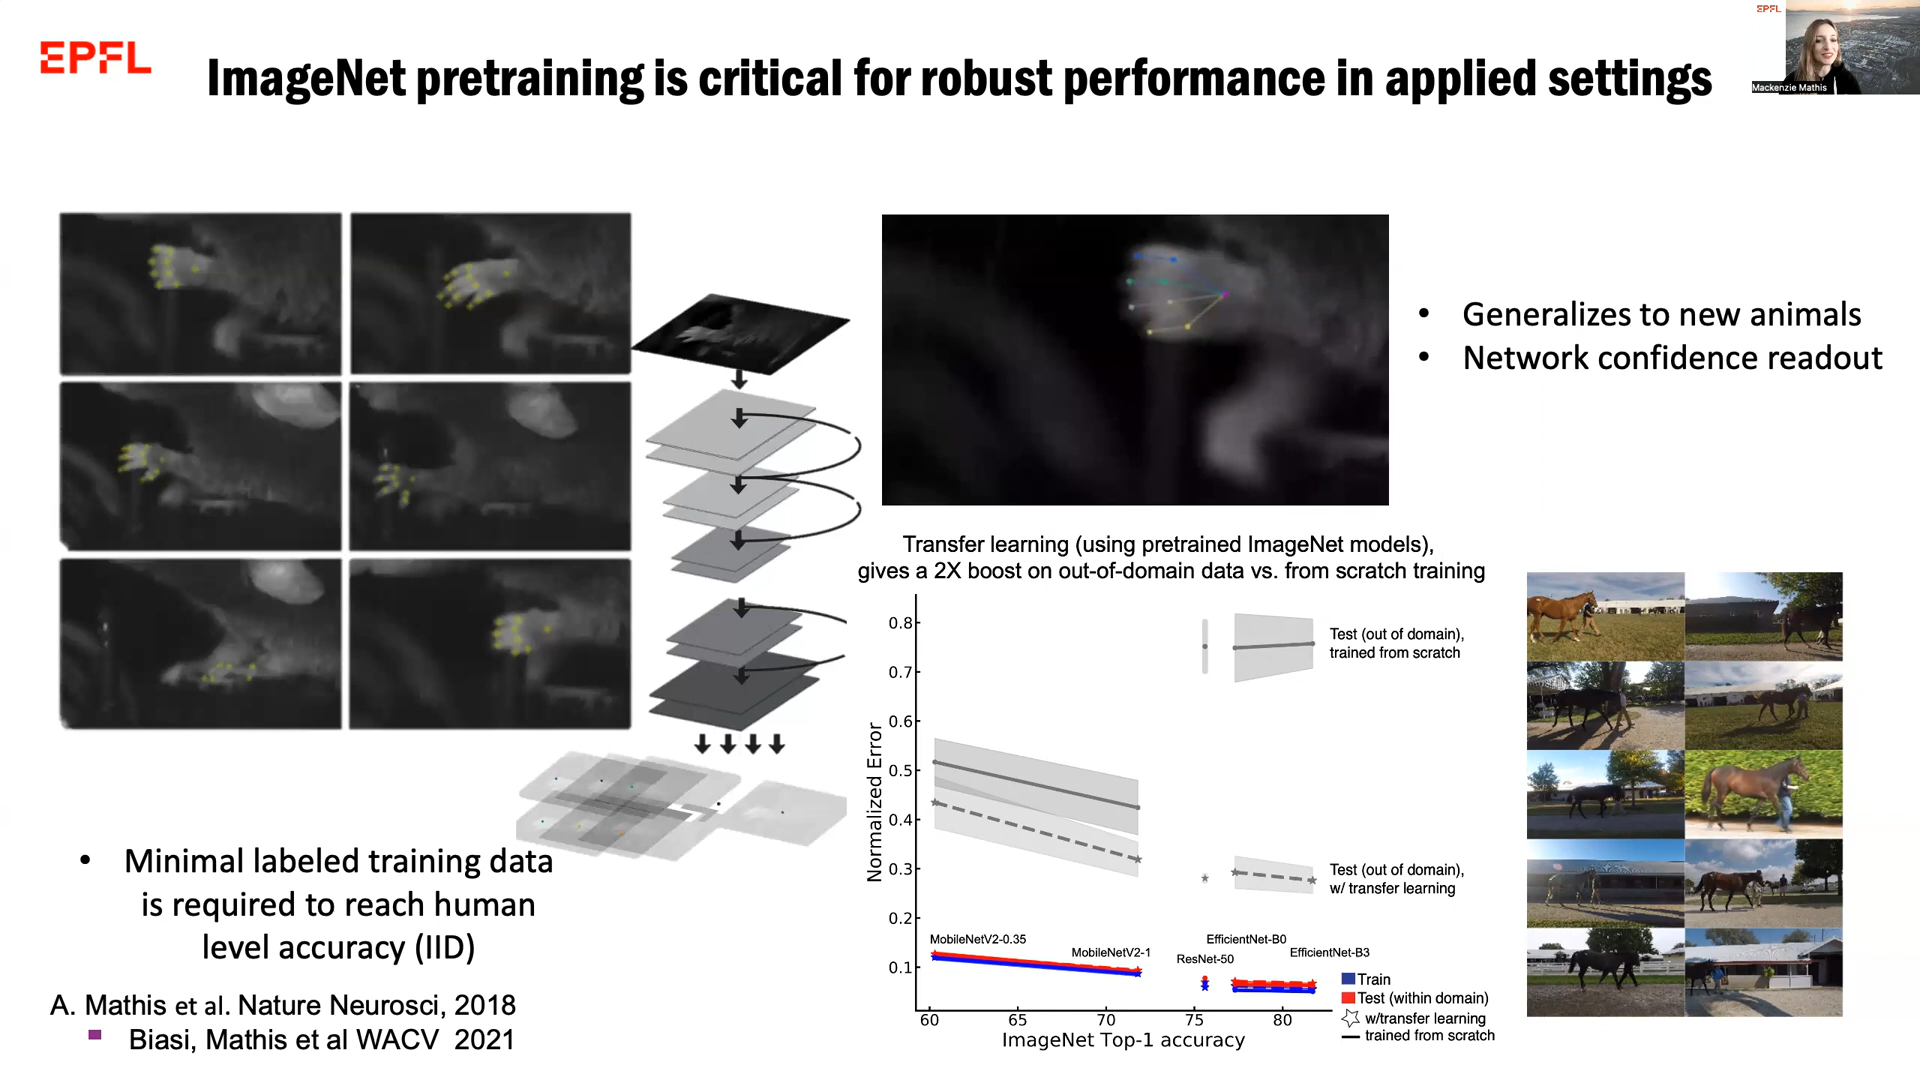 EPFL
ImageNet pretraining is critical for robust performance in applied settings
EPFL
Mackenzie Mathis
• Generalizes to new animals
• Network confidence readout
Transfer learning (using pretrained ImageNet models),
gives a 2X boost on out-of-domain data vs. from scratch training
0.8
0.7
0.6
0.5
0.4
0.3
0.2
0.1
Normalized Error
Test (out of domain),
trained from scratch
Test (out of domain),
w/ transfer learning
MobileNetV2-0.35
MobileNetV2-1
ResNet-50
EfficientNet-B0
EfficientNet-B3
Train
Test (within domain)
w/transfer learning
trained from scratch
60 65 70 75 80
ImageNet Top-1 accuracy
• Minimal labeled training data
is required to reach human
level accuracy (IID)
A. Mathis et al. Nature Neurosci, 2018
Biasi, Mathis et al WACV 2021